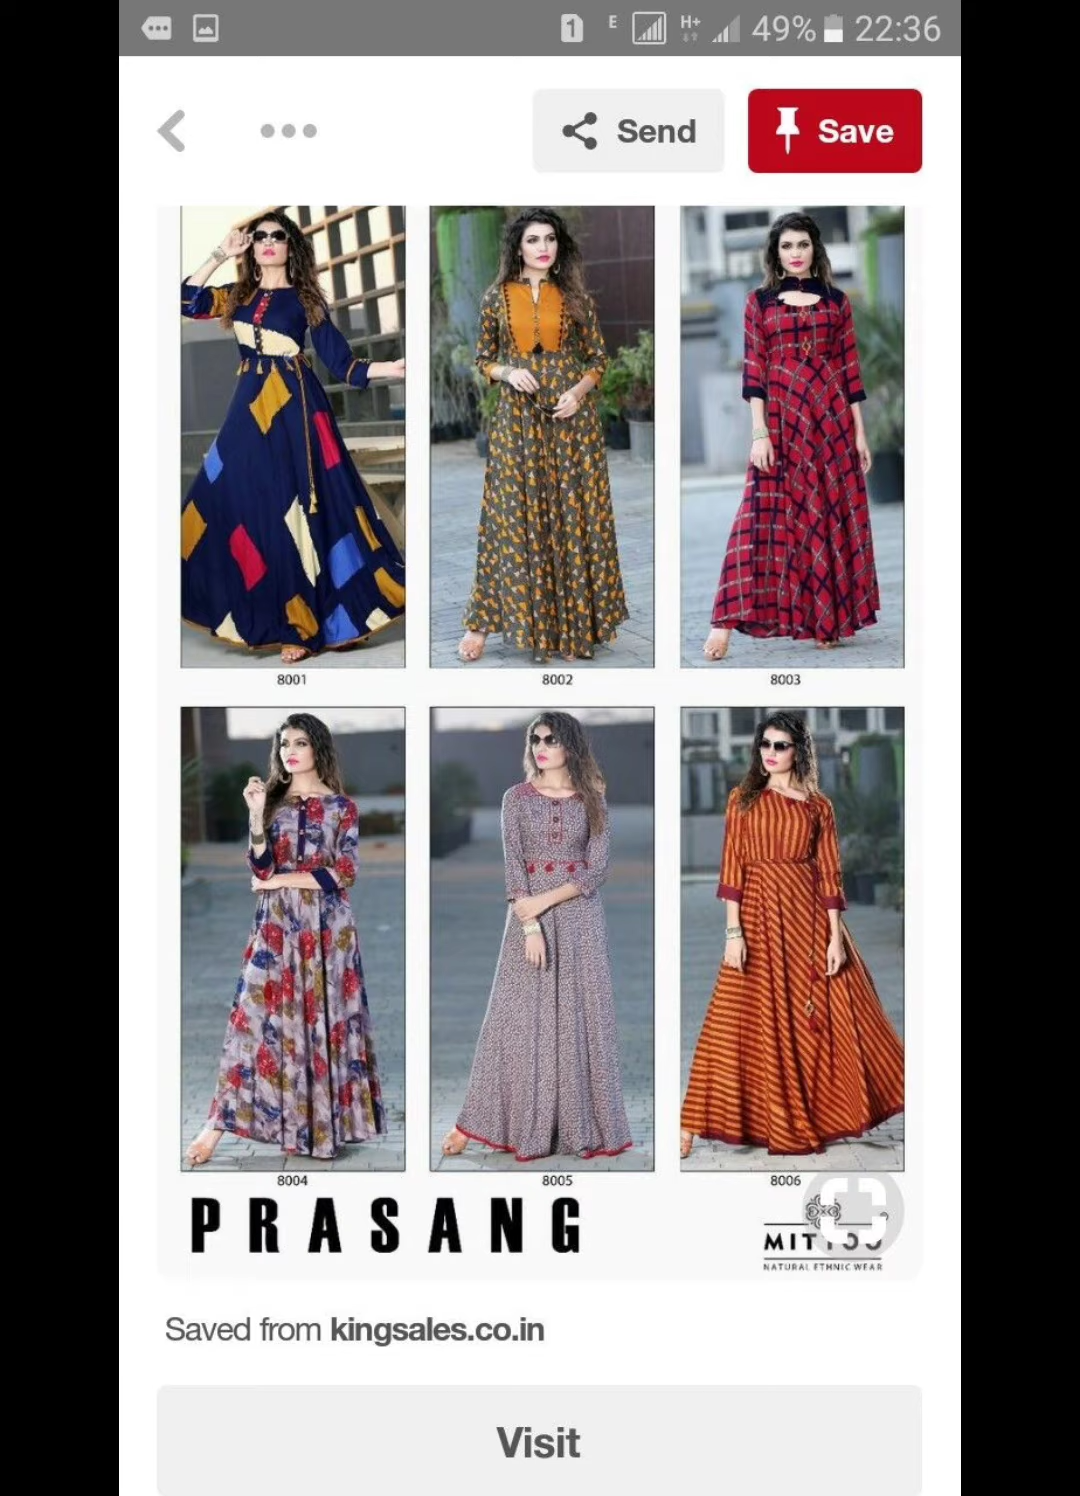 1 E H+ 49% 22:36
Send Save
8001 8002 8003
8004 8005 8006
PRASANG
NATURAL ETHNIC WEAR
Saved from kingsales.co.in
Visit